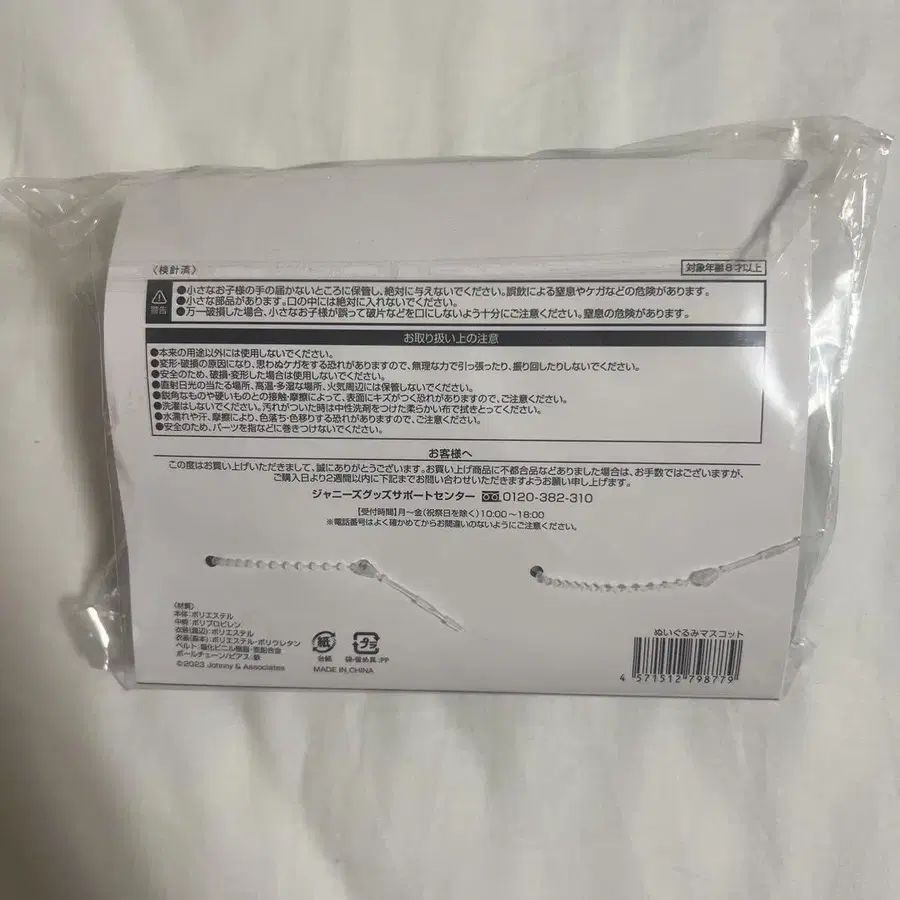 〈検針済〉
対象年齢8才以上
警告
●小さなお子様の手の届かないところに保管し、絶対に与えないでください。誤飲による窒息やケガなどの危険があります。
●小さな部品があります。口の中には絶対に入れないでください。
●万一破損した場合、小さなお子様が誤って破片などを口にしないよう十分にご注意ください。窒息の危険があります。
お取り扱い上の注意
●本来の用途以外には使用しないでください。
●変形・破損の原因になり、思わぬケガをする恐れがありますので、無理な力で引っ張ったり、振り回したりしないでください。
●安全のため、破損・変形した場合は使用しないでください。
●直射日光の当たる場所、高温・多湿な場所、火気周辺には保管しないでください。
●鋭角なものや硬いものとの接触・摩擦によって、表面にキズがつく恐れがありますので、ご注意ください。
●洗濯はしないでください。汚れがついた時は中性洗剤をつけた柔らかい布で拭きとってください。
●水濡れや汗、摩擦により、色落ち・色移りする恐れがありますので、ご注意ください。
●安全のため、パーツを指などに巻きつけないでください。
お客様へ
この度はお買い上げいただきまして、誠にありがとうございます。お買い上げ商品に不都合品などありました場合は、お手数ではございますが、
ご購入日より2週間以内に下記までお問い合わせいただきますようお願い申し上げます。
ジャニーズグッズサポートセンター 0120-382-310
【受付時間】月〜金(祝祭日を除く)10:00〜18:00
※電話番号はよく確かめてからお間違いのないようにご注意ください。
〈材質〉
本体:ポリエステル
中綿:ポリプロピレン
衣装(渡辺):ポリエステル
衣装(森本):ポリエステル・ポリウレタン
ベルト:塩化ビニル樹脂・亜鉛合金
ボールチェーン/ピアス:鉄
©2023 Johnny & Associates
紙
台紙
プラ
袋・留め具:PP
MADE IN CHINA
ぬいぐるみマスコット
4 571512 798779